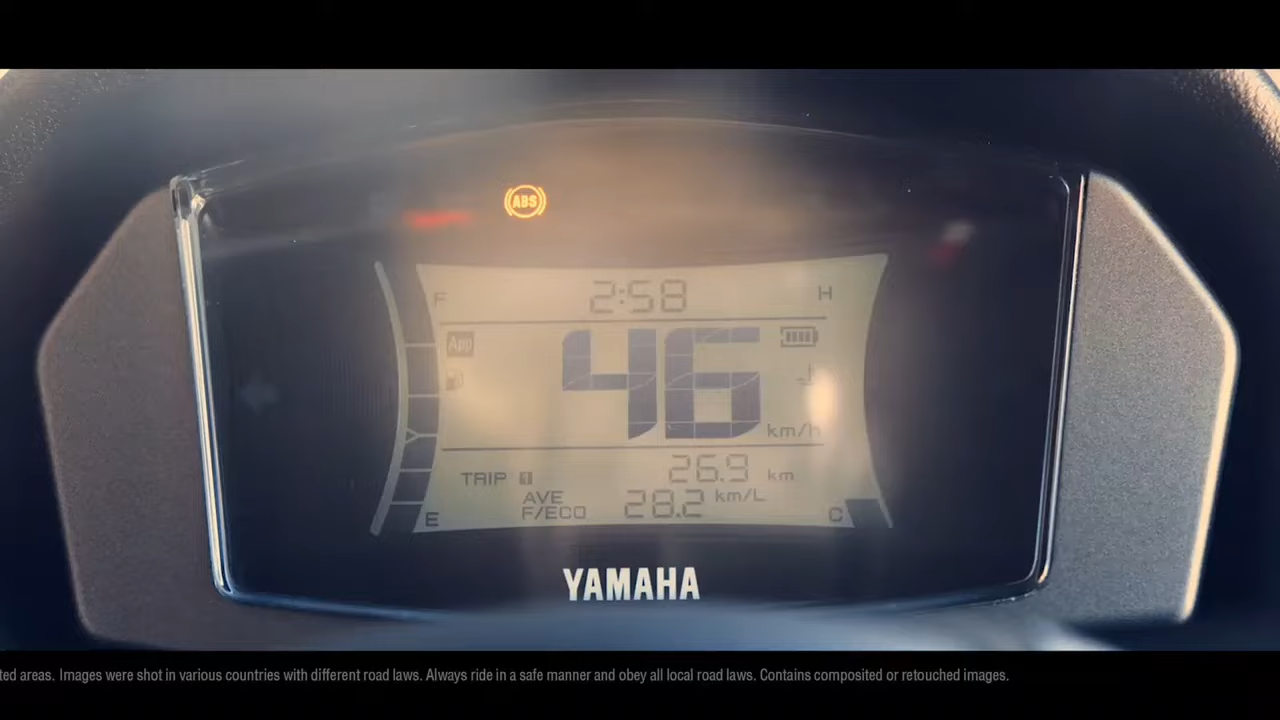 ABS
F 2:58 H
App
46
km/h
TRIP 1 26.9 km
AVE
F/ECO 28.2 km/L
E C
YAMAHA
areas. Images were shot in various countries with different road laws. Always ride in a safe manner and obey all local road laws. Contains composited or retouched images.